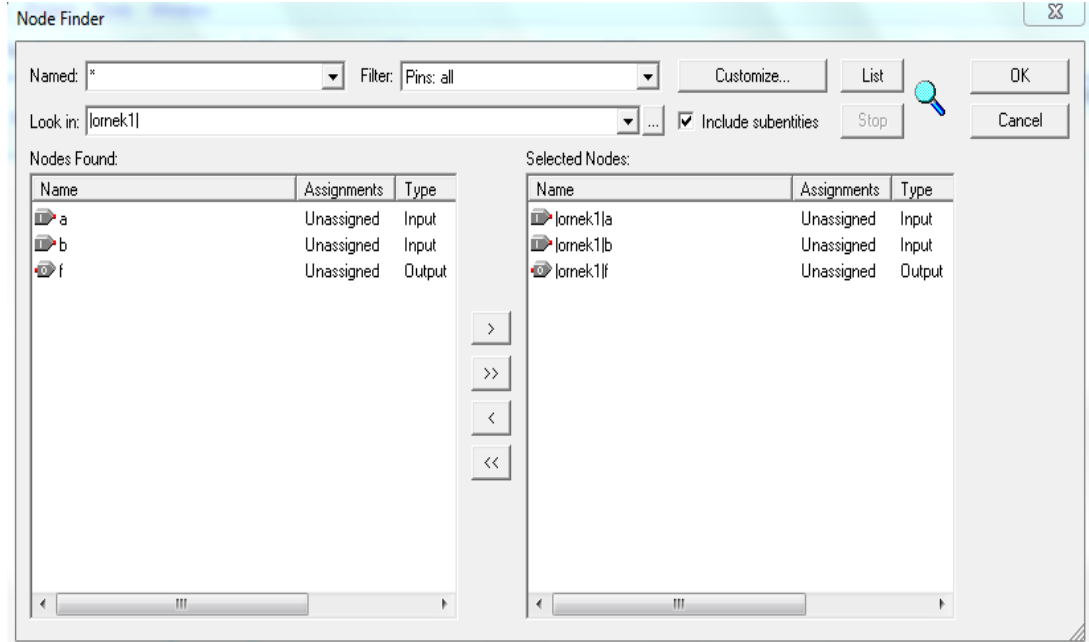 Node Finder
Named: * Filter: Pins: all Customize... List OK
Look in: |ornek1| ... Include subentities Stop Cancel
Nodes Found: Selected Nodes:
Name Assignments Type Name Assignments Type
a Unassigned Input |ornek1|a Unassigned Input
b Unassigned Input |ornek1|b Unassigned Input
f Unassigned Output |ornek1|f Unassigned Output
>
>>
<
<<